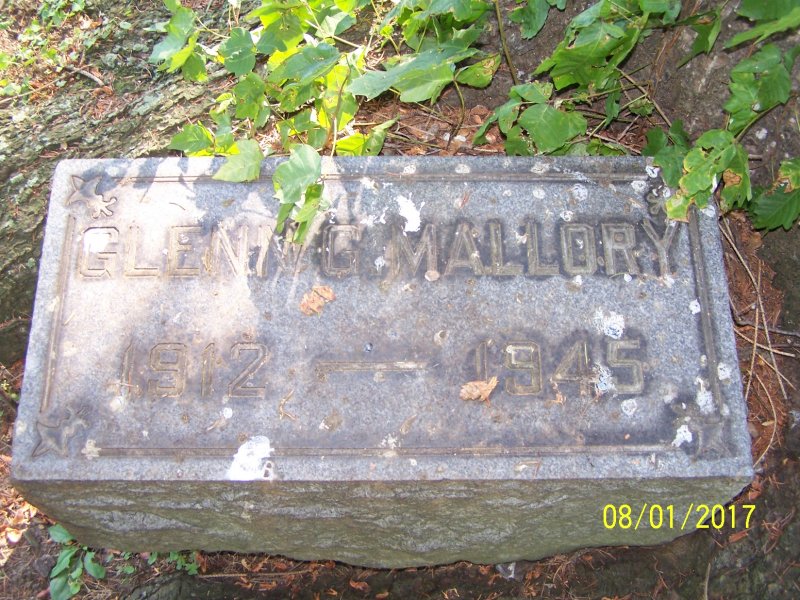 GLENN G. MALLORY
1912 — 1945
08/01/2017